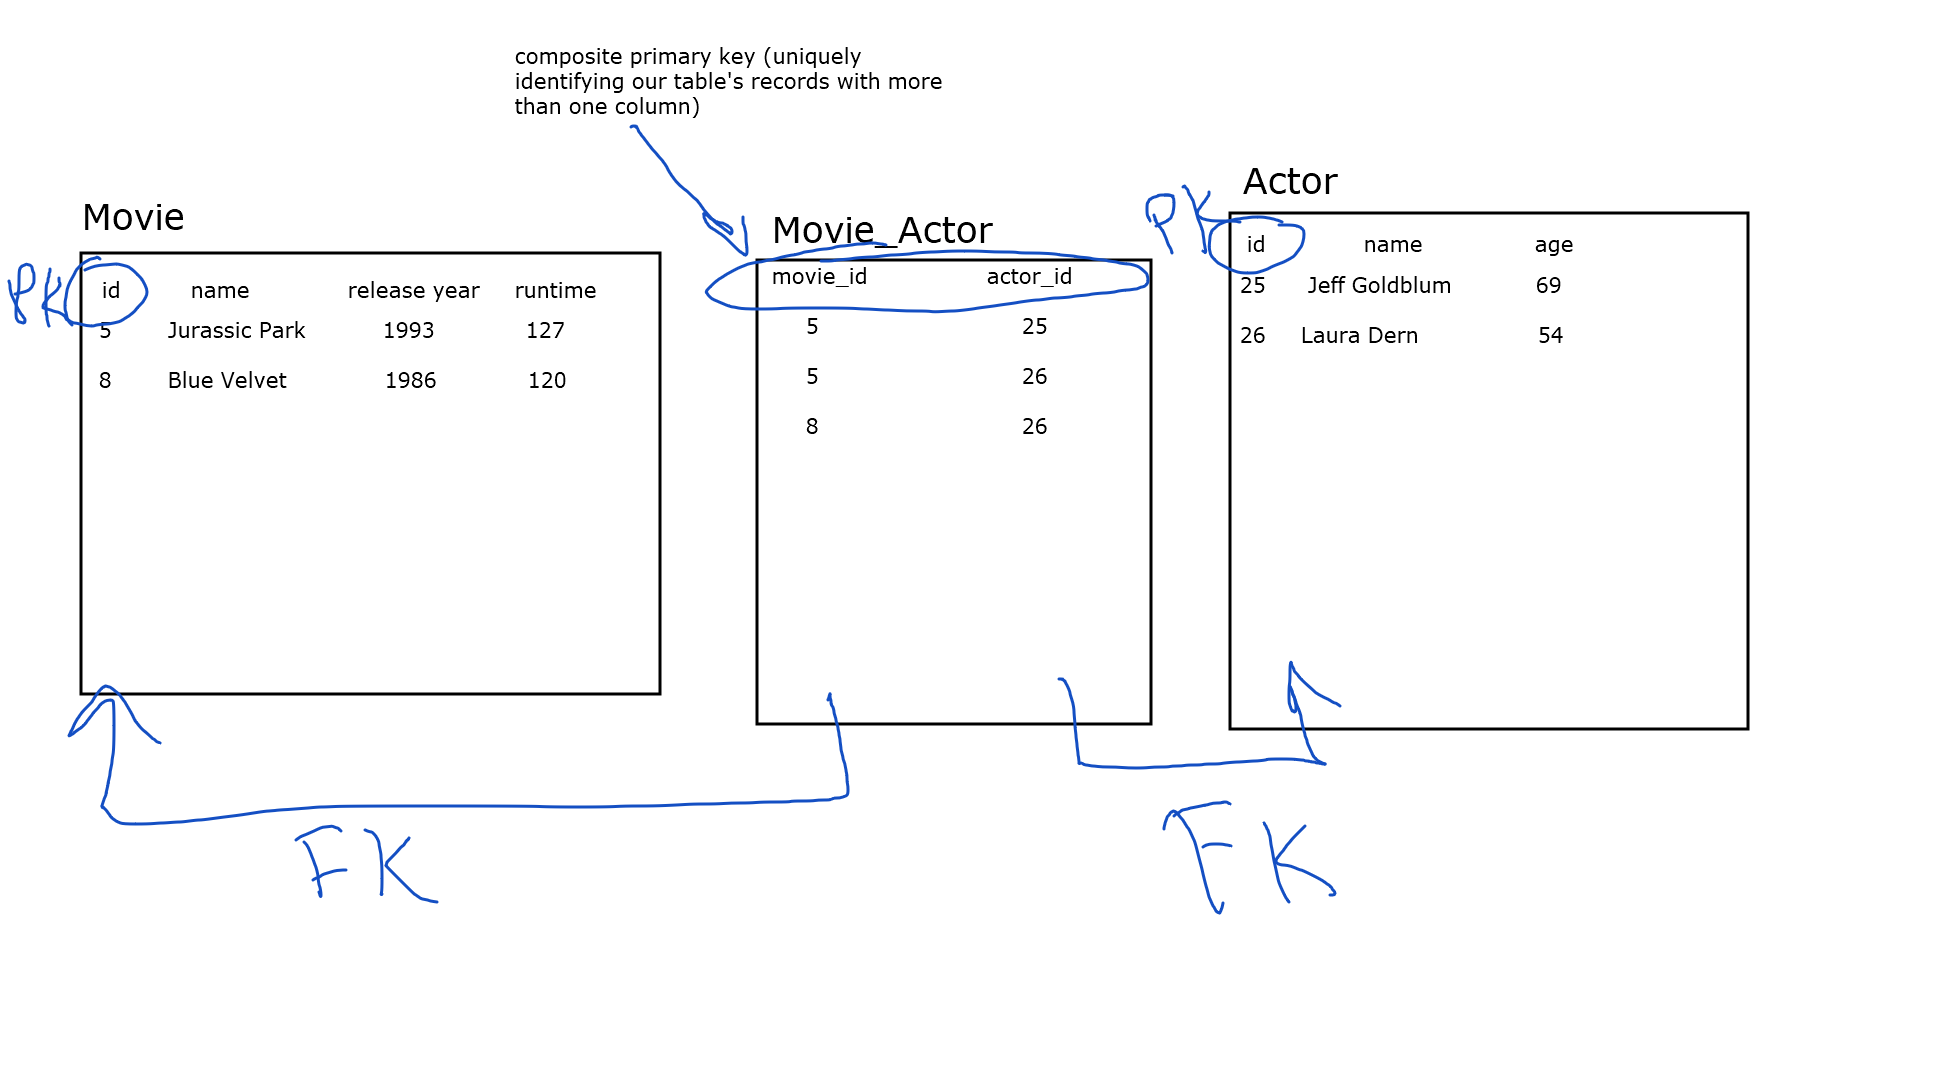 composite primary key (uniquely
identifying our table's records with more
than one column)
Movie
PK
id name release year runtime
5 Jurassic Park 1993 127
8 Blue Velvet 1986 120
Movie_Actor
movie_id actor_id
5 25
5 26
8 26
Actor
PK
id name age
25 Jeff Goldblum 69
26 Laura Dern 54
FK
FK